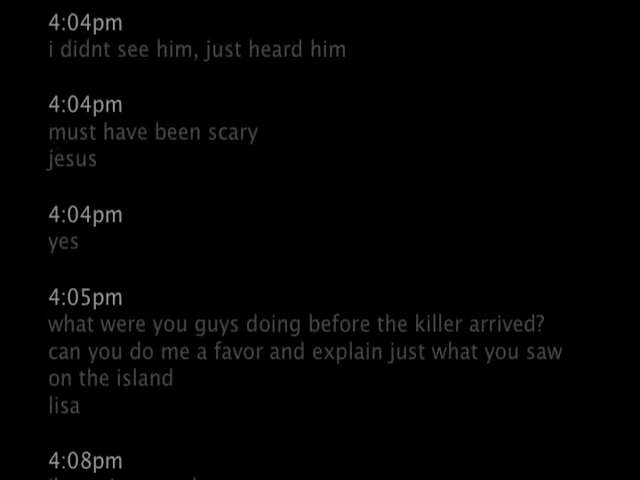 4:04pm
i didnt see him, just heard him
4:04pm
must have been scary
jesus
4:04pm
yes
4:05pm
what were you guys doing before the killer arrived?
can you do me a favor and explain just what you saw
on the island
lisa
4:08pm